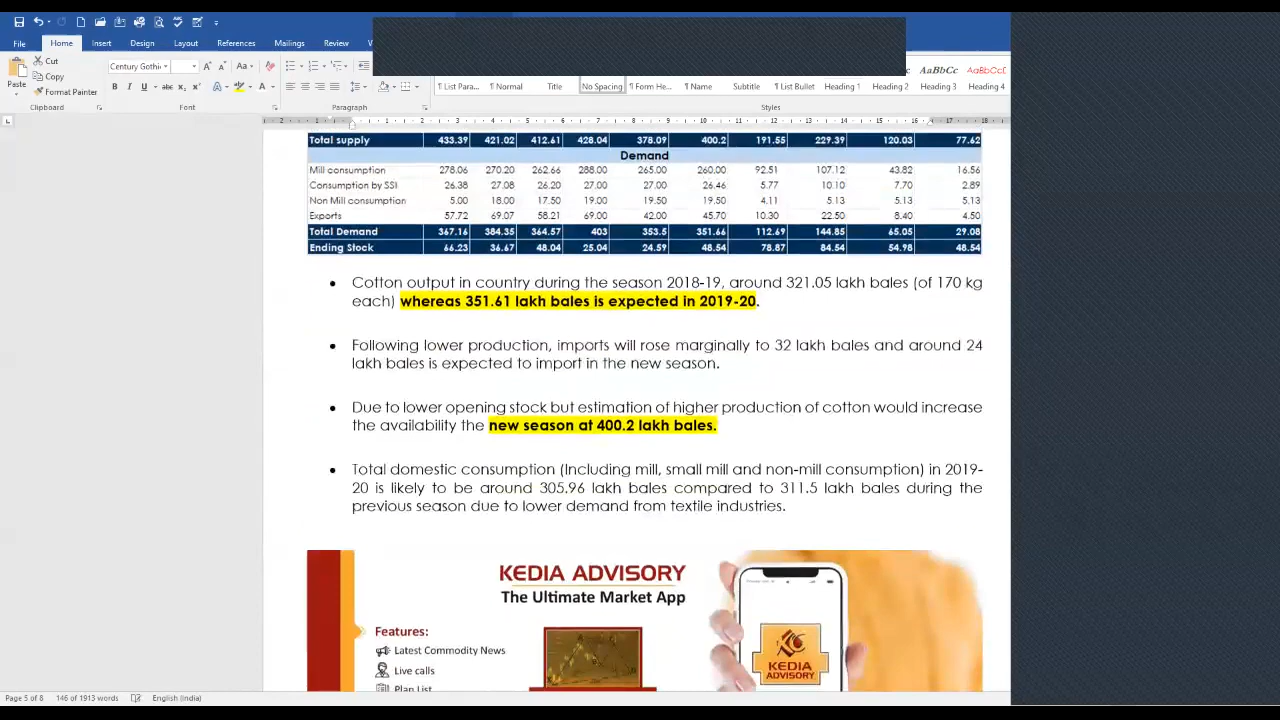 File Home Insert Design Layout References Mailings Review
Cut
Copy
Format Painter
Paste
Century Gothic
Clipboard Font Paragraph Styles
¶ List Para... ¶ Normal Title No Spacing ¶ Form He... ¶ Name Subtitle ¶ List Bullet Heading 1 Heading 2 Heading 3 Heading 4
Total supply 433.39 421.02 412.61 428.04 378.09 400.2 191.55 229.39 120.03 77.62
Demand
Mill consumption 278.06 270.20 262.66 288.00 265.00 260.00 92.51 107.12 43.82 16.56
Consumption by SSI 26.38 27.08 26.20 27.00 27.00 26.46 5.77 10.10 7.70 2.89
Non Mill consumption 5.00 18.00 17.50 19.00 19.50 19.50 4.11 5.13 5.13 5.13
Exports 57.72 69.07 58.21 69.00 42.00 45.70 10.30 22.50 8.40 4.50
Total Demand 367.16 384.35 364.57 403 353.5 351.66 112.69 144.85 65.05 29.08
Ending Stock 66.23 36.67 48.04 25.04 24.59 48.54 78.87 84.54 54.98 48.54
• Cotton output in country during the season 2018-19, around 321.05 lakh bales (of 170 kg
each) whereas 351.61 lakh bales is expected in 2019-20.
• Following lower production, imports will rose marginally to 32 lakh bales and around 24
lakh bales is expected to import in the new season.
• Due to lower opening stock but estimation of higher production of cotton would increase
the availability the new season at 400.2 lakh bales.
• Total domestic consumption (Including mill, small mill and non-mill consumption) in 2019-
20 is likely to be around 305.96 lakh bales compared to 311.5 lakh bales during the
previous season due to lower demand from textile industries.
KEDIA ADVISORY
The Ultimate Market App
Features:
Latest Commodity News
Live calls
Plan List
KEDIA
ADVISORY
Page 5 of 8 146 of 1913 words English (India)